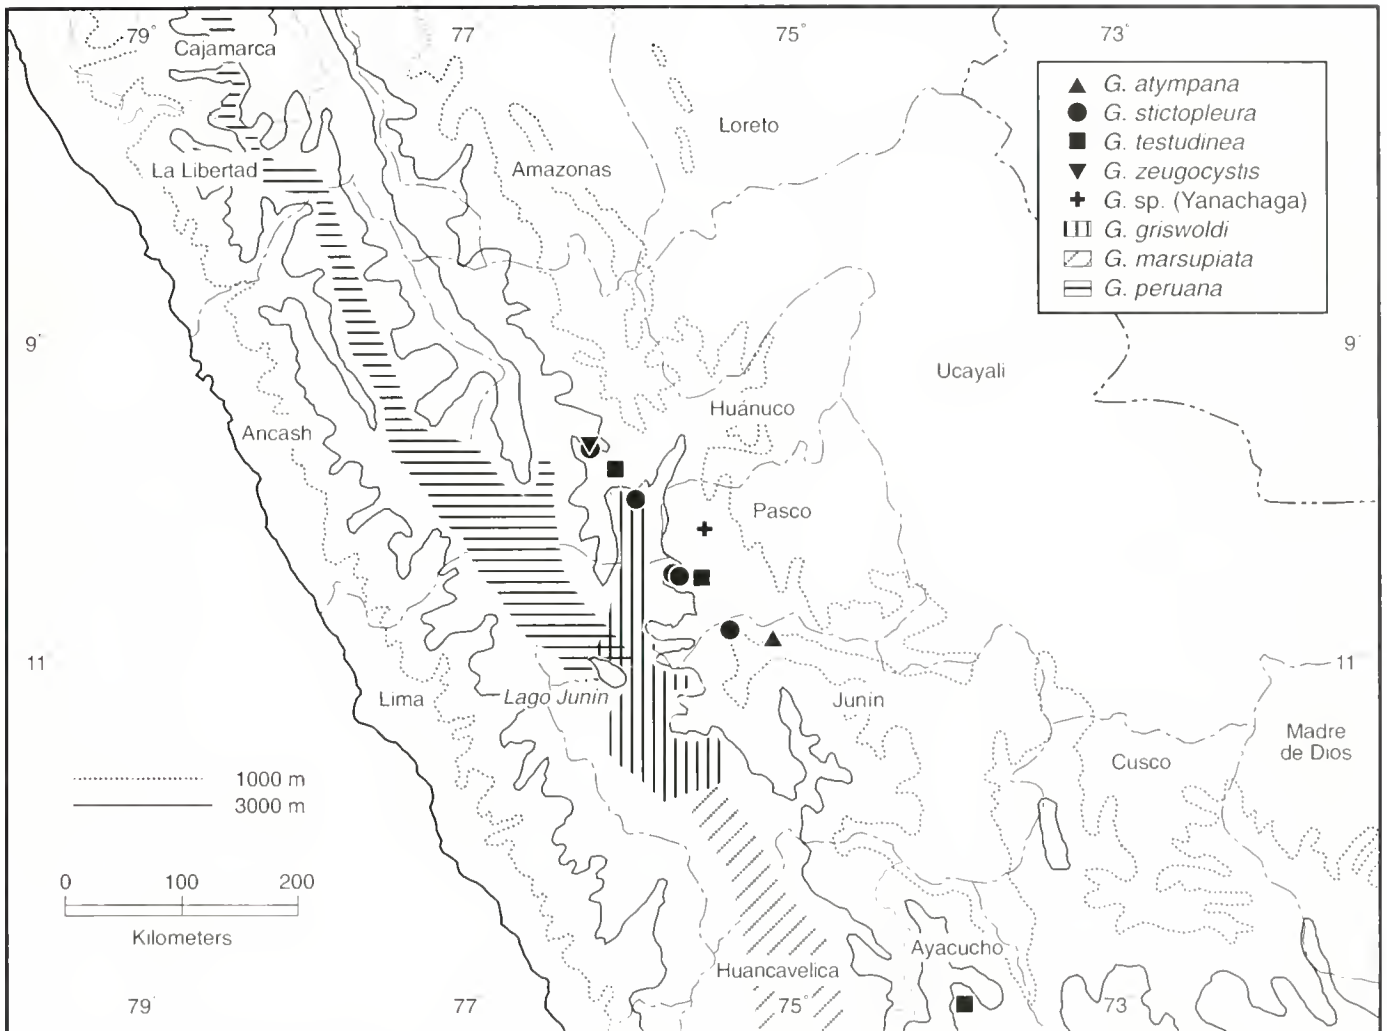 79° 77 75° 73°
Cajamarca
G. atympana
G. stictopleura
G. testudinea
G. zeugocystis
G. sp. (Yanachaga)
G. griswoldi
G. marsupiata
G. peruana
Loreto
La Libertad
Amazonas
9° 9°
Ucayali
Huánuco
Ancash
Pasco
11 11
Lima
Lago Junín
Junín
Madre
de Dios
Cusco
1000 m
3000 m
0 100 200
Kilometers
Ayacucho
Huancavelica
79° 77 75° 73°